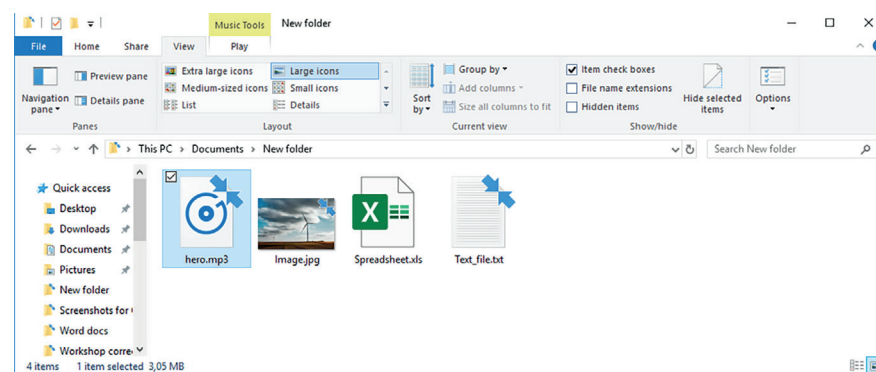 Music Tools New folder
File Home Share View Play
Navigation pane
Preview pane
Details pane
Panes
Extra large icons Large icons
Medium-sized icons Small icons
List Details
Layout
Sort by
Group by
Add columns
Size all columns to fit
Current view
Item check boxes
File name extensions
Hidden items
Hide selected items
Show/hide
Options
This PC > Documents > New folder
Search New folder
Quick access
Desktop
Downloads
Documents
Pictures
New folder
Screenshots for
Word docs
Workshop corre
hero.mp3 Image.jpg Spreadsheet.xls Text_file.txt
4 items 1 item selected 3,05 MB